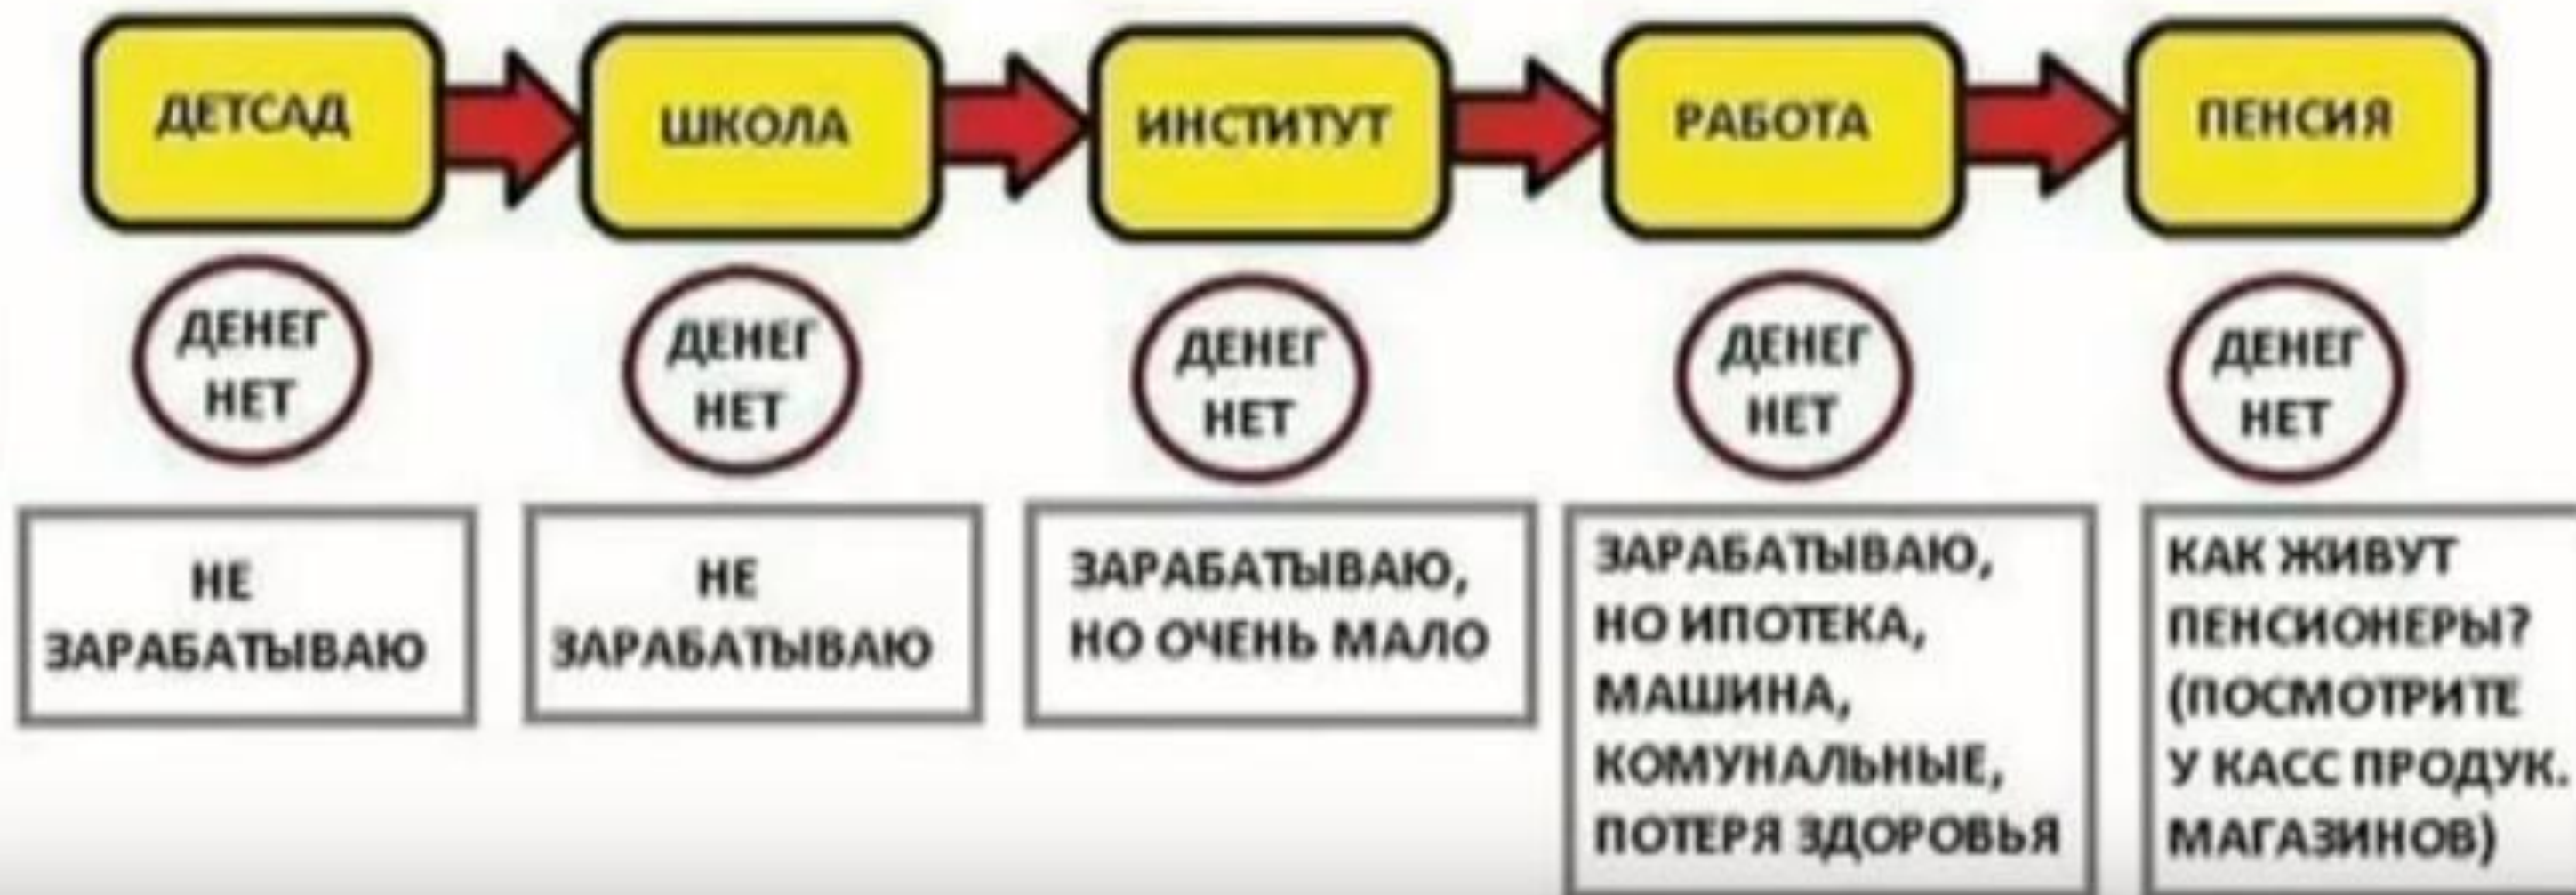 ДЕТСАД
ШКОЛА
ИНСТИТУТ
РАБОТА
ПЕНСИЯ
ДЕНЕГ
НЕТ
ДЕНЕГ
НЕТ
ДЕНЕГ
НЕТ
ДЕНЕГ
НЕТ
ДЕНЕГ
НЕТ
НЕ
ЗАРАБАТЫВАЮ
НЕ
ЗАРАБАТЫВАЮ
ЗАРАБАТЫВАЮ,
НО ОЧЕНЬ МАЛО
ЗАРАБАТЫВАЮ,
НО ИПОТЕКА,
МАШИНА,
КОМУНАЛЬНЫЕ,
ПОТЕРЯ ЗДОРОВЬЯ
КАК ЖИВУТ
ПЕНСИОНЕРЫ?
(ПОСМОТРИТЕ
У КАСС ПРОДУК.
МАГАЗИНОВ)